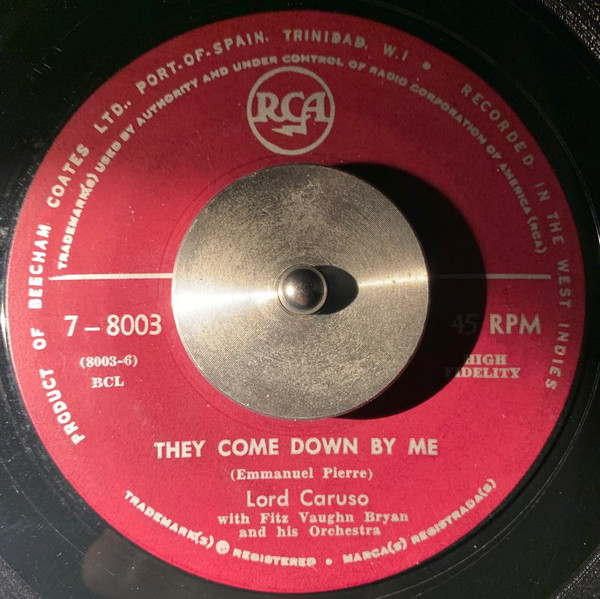 PRODUCT OF BEECHAM COATES LTD., PORT-OF-SPAIN, TRINIDAD, W.I ● RECORDED IN THE WEST INDIES
TRADEMARK(s) USED BY AUTHORITY AND UNDER CONTROL OF RADIO CORPORATION OF AMERICA (RCA)
RCA
7-8003
45 RPM
(8003-6)
HIGH
BCL
FIDELITY
THEY COME DOWN BY ME
(Emmanuel Pierre)
Lord Caruso
with Fitz Vaughn Bryan
and his Orchestra
TRADEMARK(s) ® REGISTERED • MARCA(s) REGISTRADA(s)